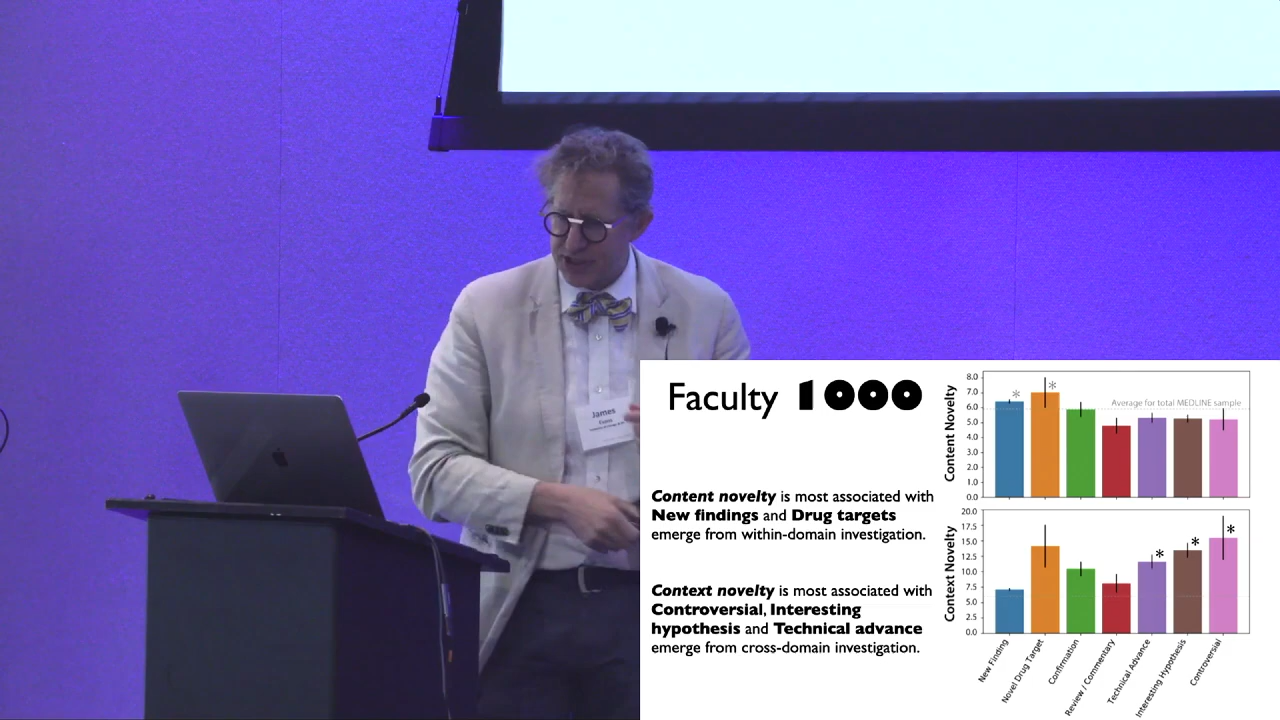 James
Evans
Faculty 1000
Content novelty is most associated with
New findings and Drug targets
emerge from within-domain investigation.
Context novelty is most associated with
Controversial, Interesting
hypothesis and Technical advance
emerge from cross-domain investigation.
Content Novelty
8.0
7.0
6.0
5.0
4.0
3.0
2.0
1.0
0.0
* *
Average for total MEDLINE sample
Context Novelty
20.0
17.5
15.0
12.5
10.0
7.5
5.0
2.5
0.0
* * *
New Finding
Novel Drug Target
Confirmation
Review / Commentary
Technical Advance
Interesting Hypothesis
Controversial